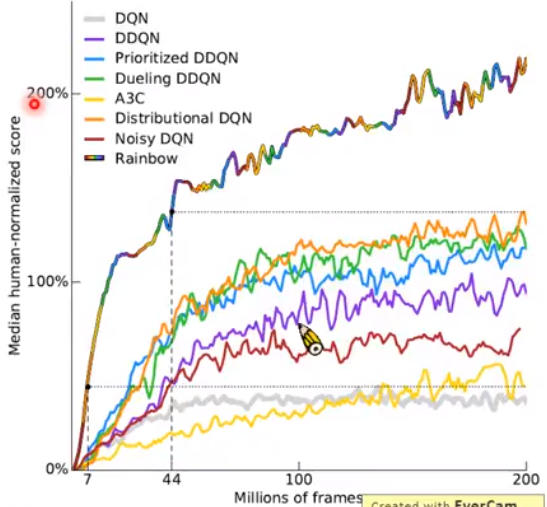 DQN
DDQN
Prioritized DDQN
Dueling DDQN
A3C
Distributional DQN
Noisy DQN
Rainbow
200%
100%
0%
Median human-normalized score
7
44
100
200
Millions of frames
Created with EverCam